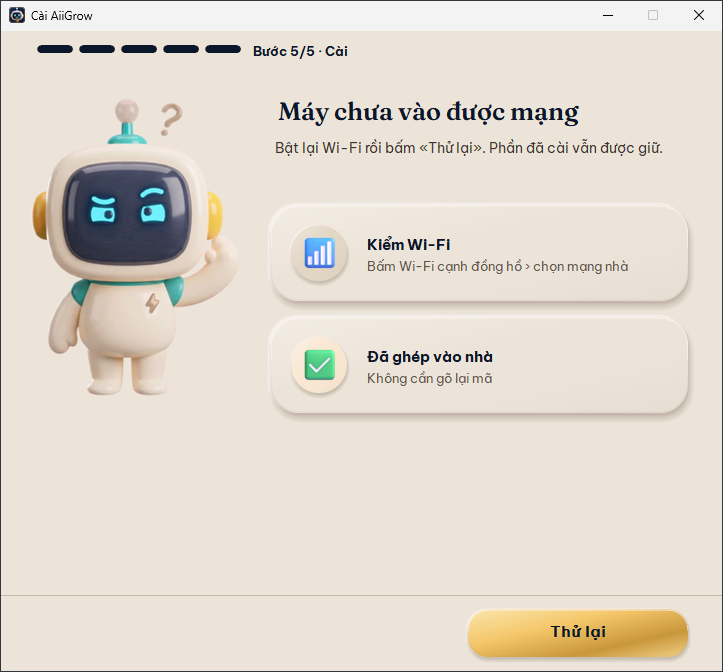 Cài AiiGrow
Bước 5/5 · Cài
?
Máy chưa vào được mạng
Bật lại Wi-Fi rồi bấm «Thử lại». Phần đã cài vẫn được giữ.
Kiểm Wi-Fi
Bấm Wi-Fi cạnh đồng hồ › chọn mạng nhà
Đã ghép vào nhà
Không cần gõ lại mã
Thử lại